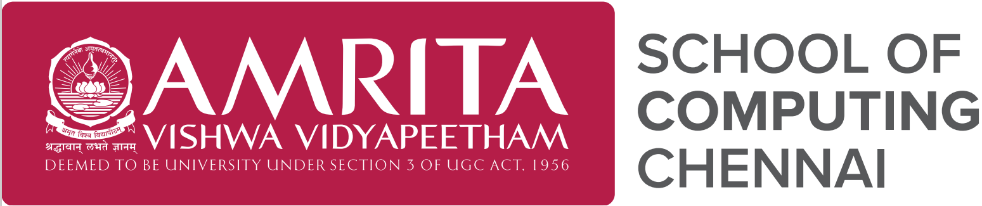 AMRITA
VISHWA VIDYAPEETHAM
श्रद्धावान् लभते ज्ञानम्
DEEMED TO BE UNIVERSITY UNDER SECTION 3 OF UGC ACT, 1956
SCHOOL OF
COMPUTING
CHENNAI